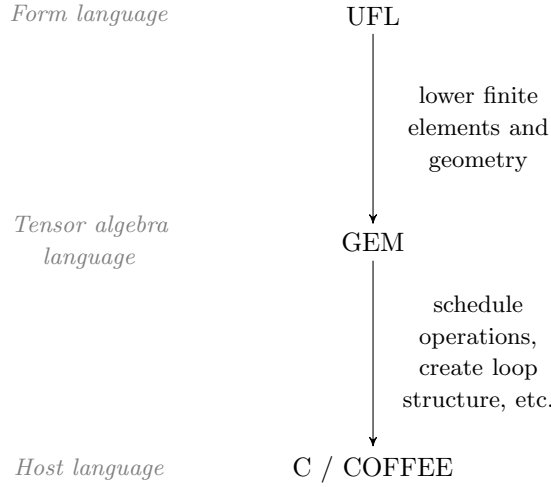 Form language
UFL
lower finite
elements and
geometry
Tensor algebra
language
GEM
schedule
operations,
create loop
structure, etc.
Host language
C / COFFEE